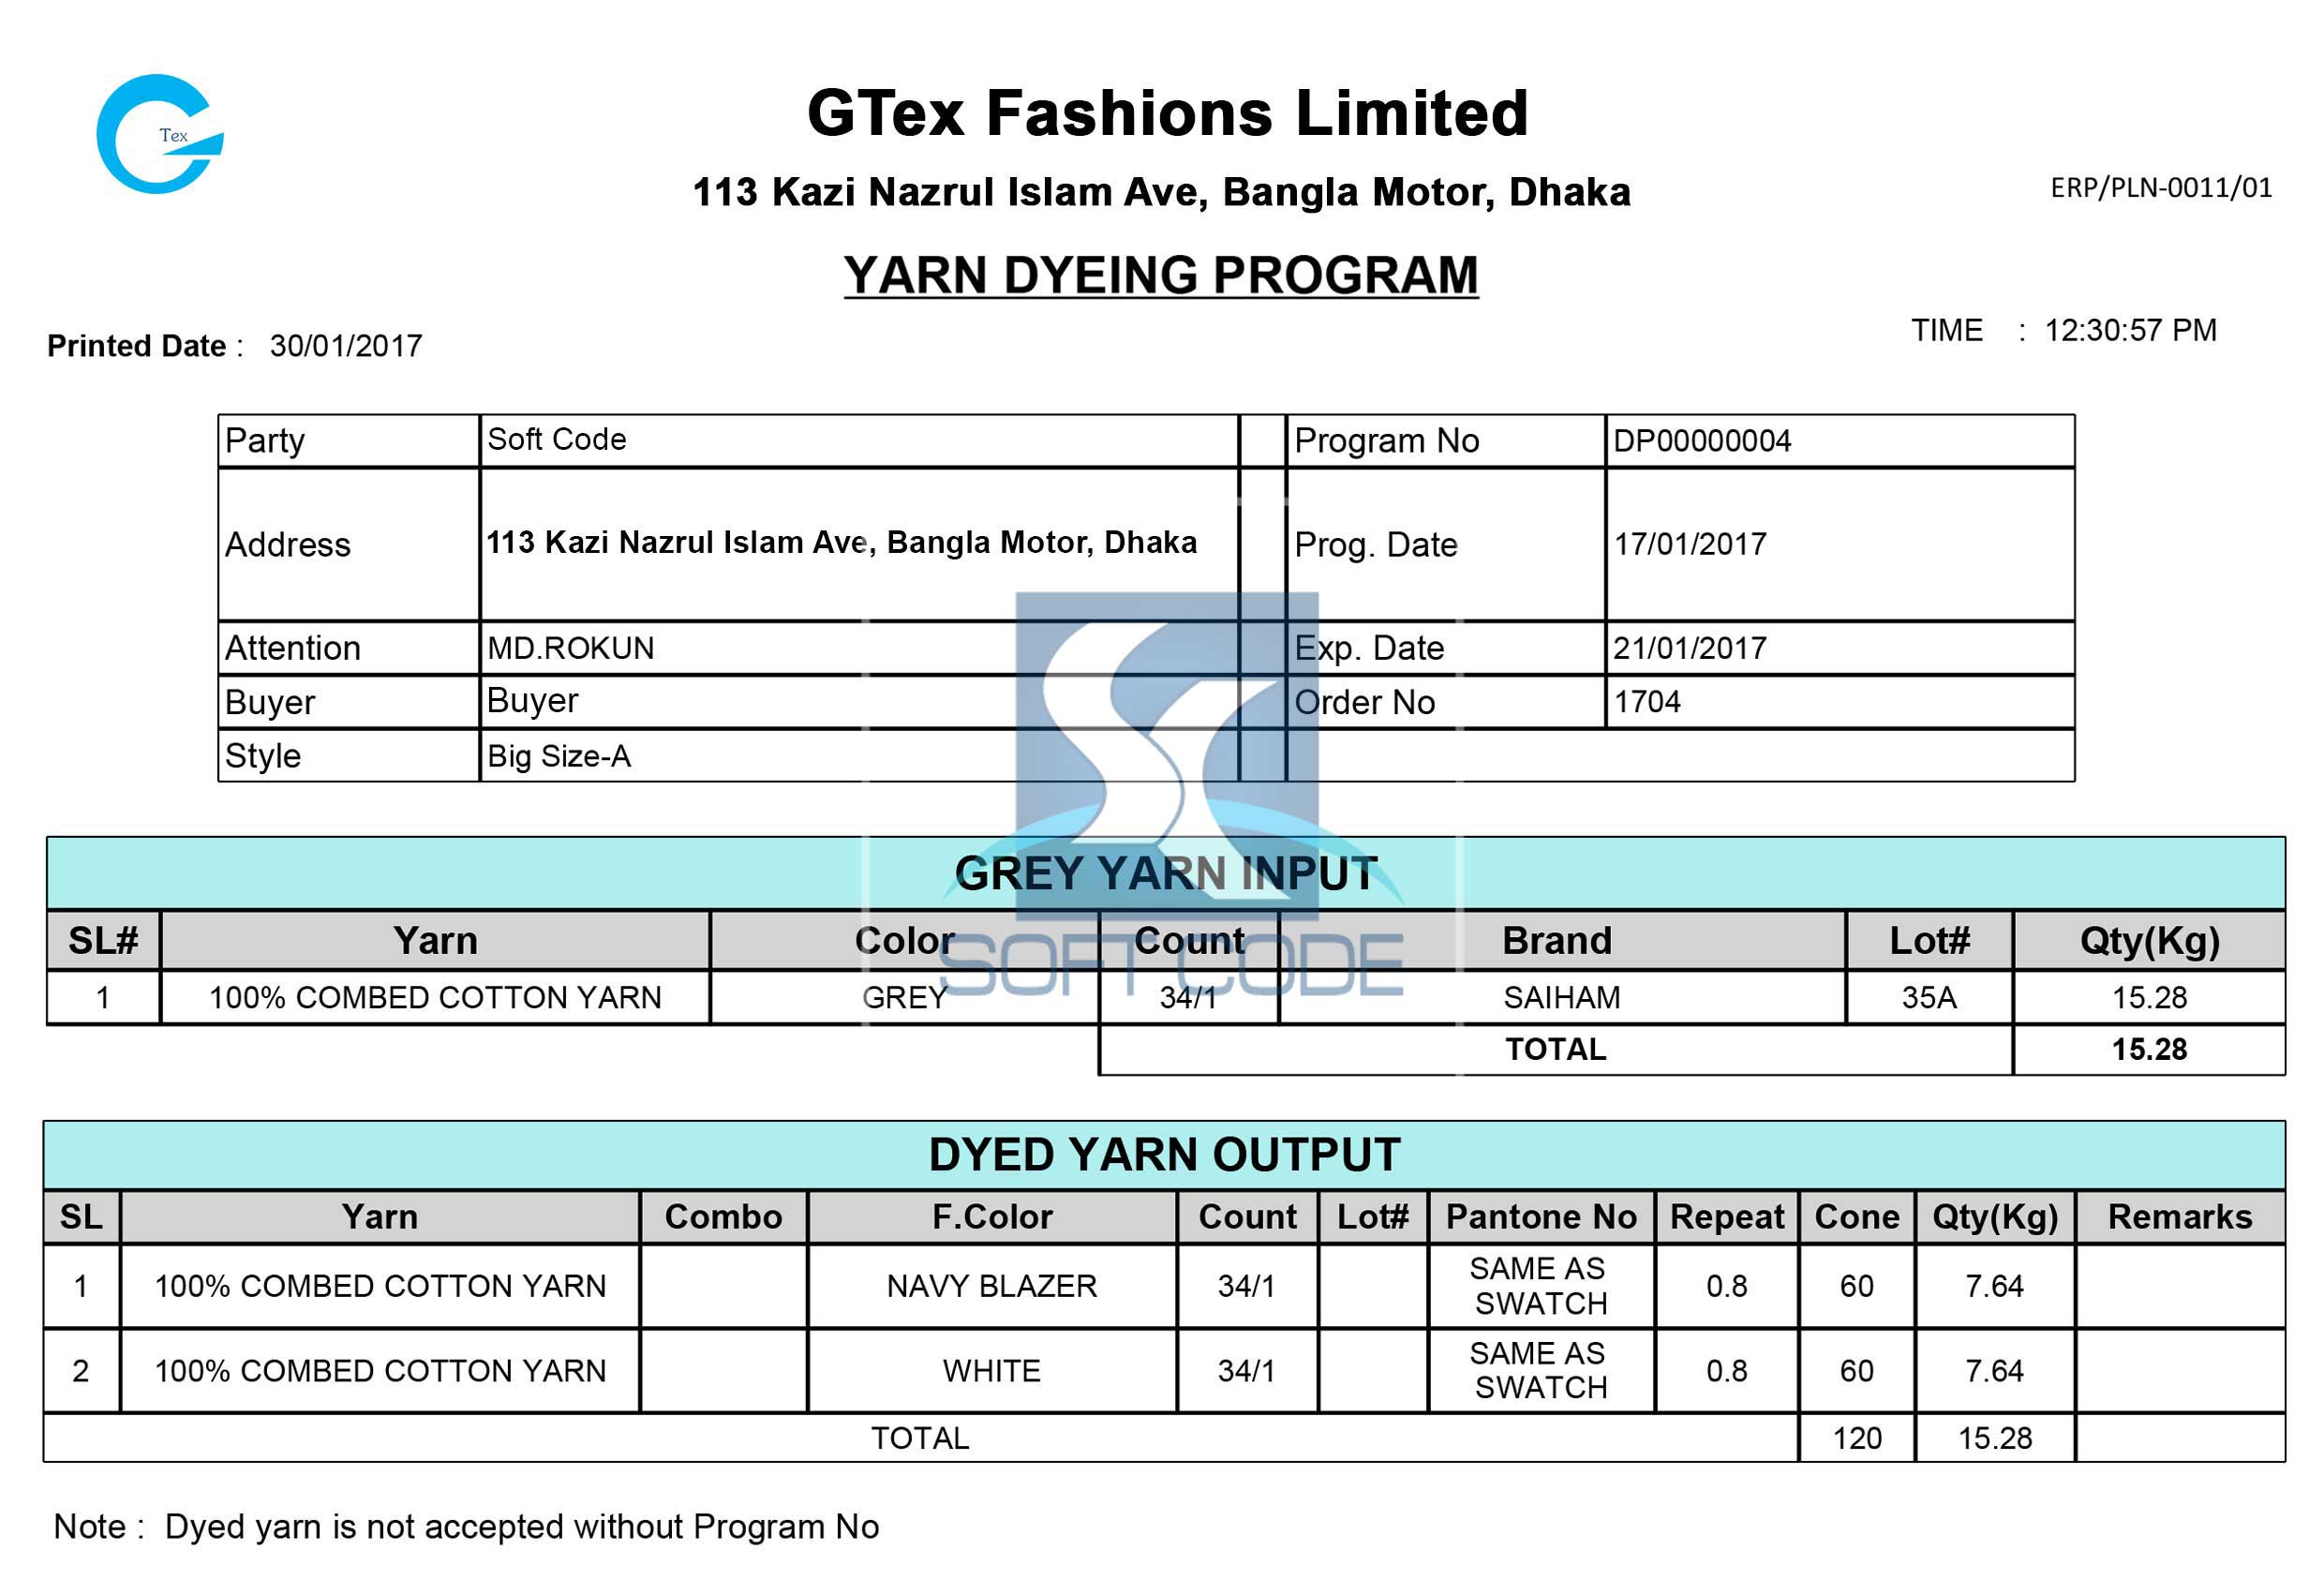 Tex
GTex Fashions Limited
113 Kazi Nazrul Islam Ave, Bangla Motor, Dhaka
ERP/PLN-0011/01
YARN DYEING PROGRAM
Printed Date : 30/01/2017
TIME : 12:30:57 PM
Party Soft Code Program No DP00000004
Address 113 Kazi Nazrul Islam Ave, Bangla Motor, Dhaka Prog. Date 17/01/2017
Attention MD.ROKUN Exp. Date 21/01/2017
Buyer Buyer Order No 1704
Style Big Size-A
GREY YARN INPUT
SL# Yarn Color Count Brand Lot# Qty(Kg)
SOFT CODE
1 100% COMBED COTTON YARN GREY 34/1 SAIHAM 35A 15.28
TOTAL 15.28
DYED YARN OUTPUT
SL Yarn Combo F.Color Count Lot# Pantone No Repeat Cone Qty(Kg) Remarks
1 100% COMBED COTTON YARN NAVY BLAZER 34/1 SAME AS SWATCH 0.8 60 7.64
2 100% COMBED COTTON YARN WHITE 34/1 SAME AS SWATCH 0.8 60 7.64
TOTAL 120 15.28
Note : Dyed yarn is not accepted without Program No